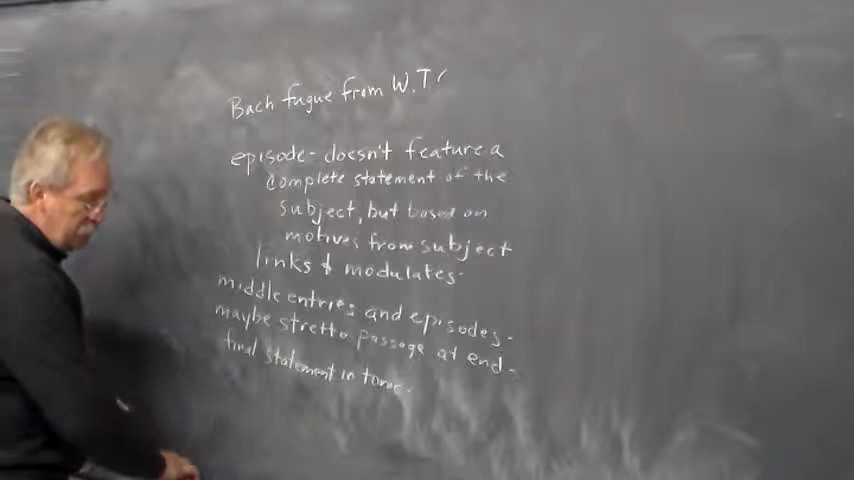 Bach fugue from W.T.C
episode- doesn't feature a
complete statement of the
subject, but based on
motives from subject
links & modulates.
middle entries and episodes.
maybe stretto passage at end.
final statement in tonic.